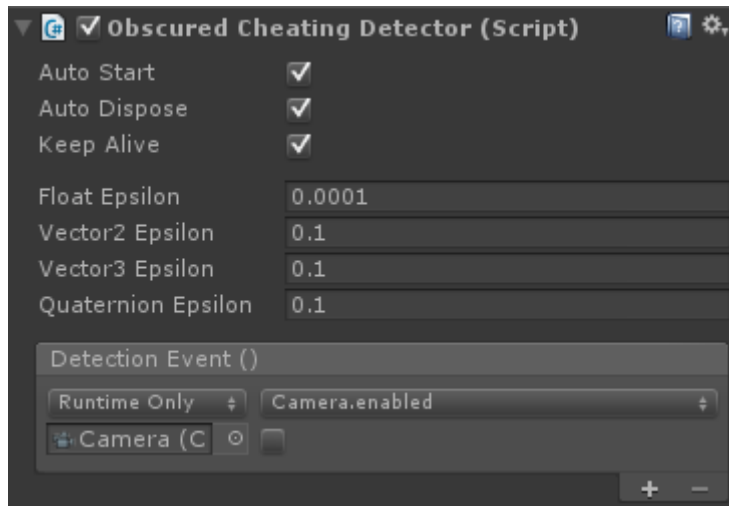 Obscured Cheating Detector (Script)
Auto Start
Auto Dispose
Keep Alive
Float Epsilon 0.0001
Vector2 Epsilon 0.1
Vector3 Epsilon 0.1
Quaternion Epsilon 0.1
Detection Event ()
Runtime Only Camera.enabled
Camera (C